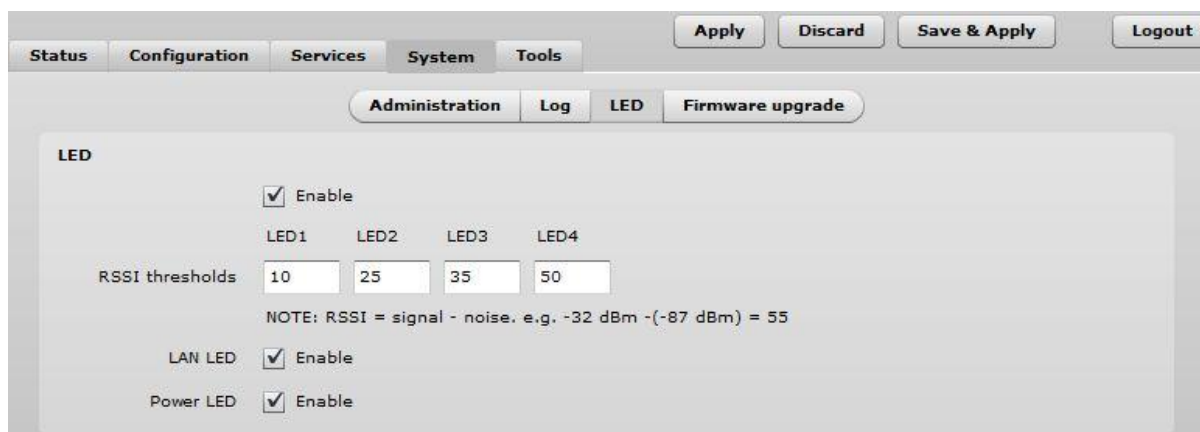 Apply Discard Save & Apply Logout
Status Configuration Services System Tools
Administration Log LED Firmware upgrade
LED
Enable
LED1 LED2 LED3 LED4
RSSI thresholds 10 25 35 50
NOTE: RSSI = signal - noise. e.g. -32 dBm -(-87 dBm) = 55
LAN LED Enable
Power LED Enable